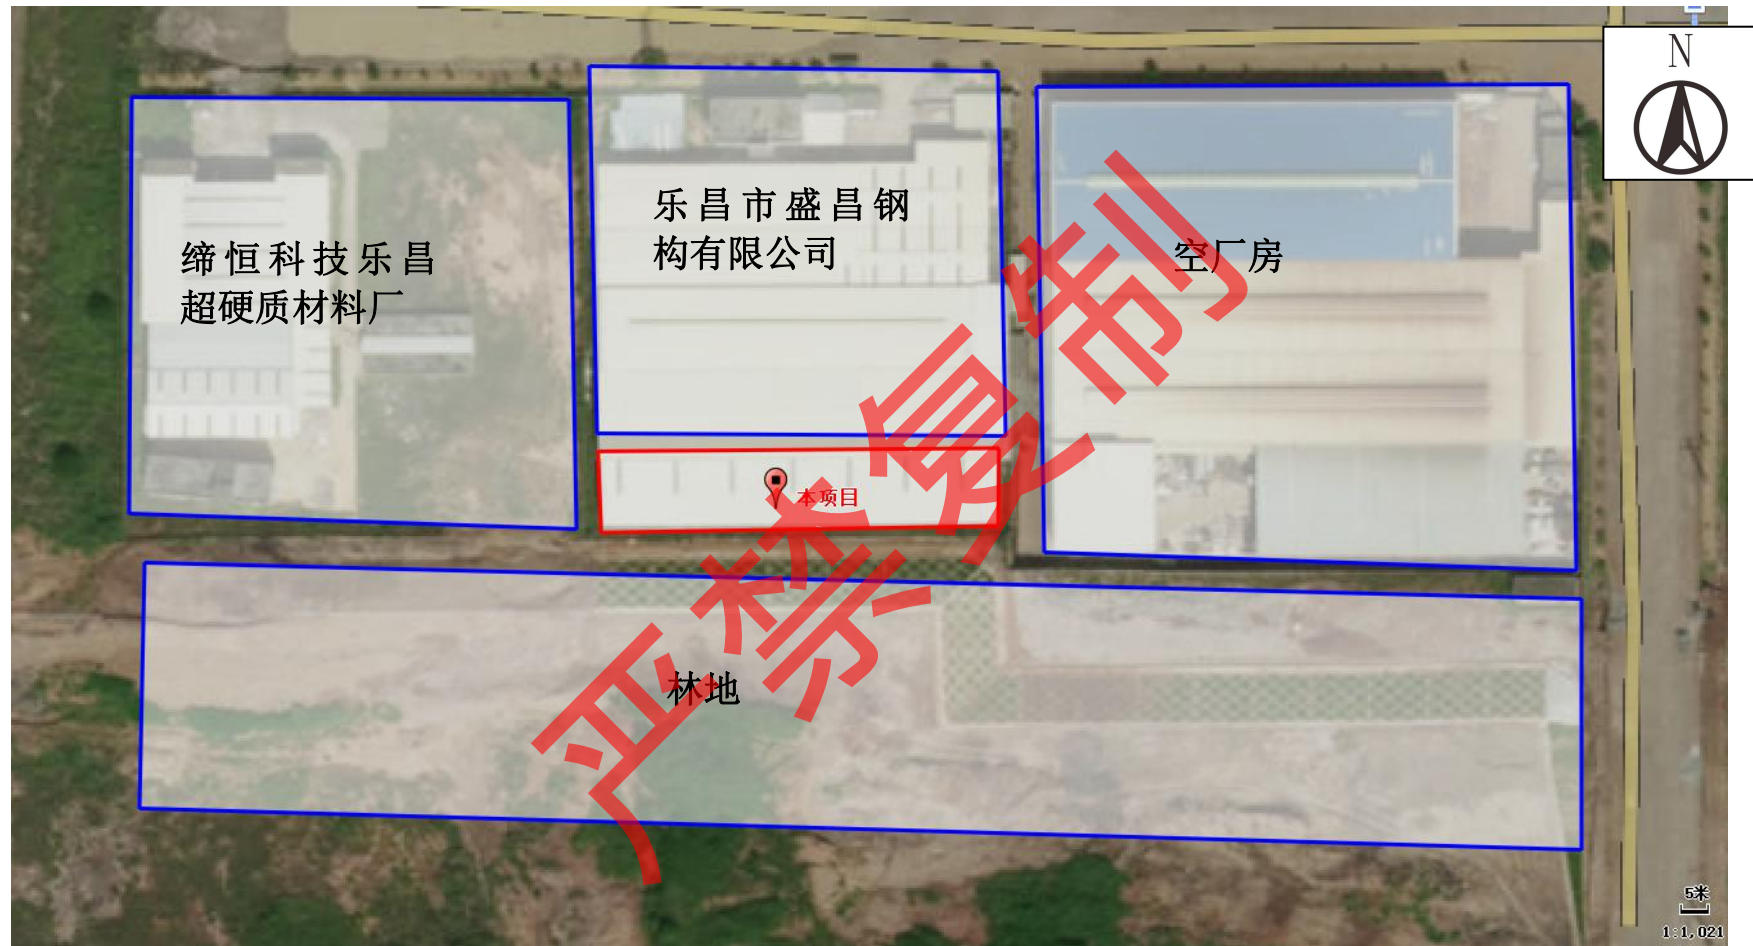 N
乐昌市盛昌钢
构有限公司
缔恒科技乐昌
超硬质材料厂
空厂房
本项目
林地
严禁复制
5米
1:1,021